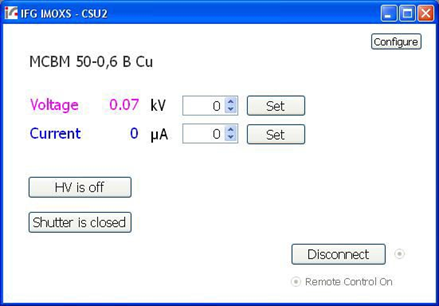 IFG IMOXS - CSU2
Configure
MCBM 50-0,6 B Cu
Voltage 0.07 kV 0 Set
Current 0 µA 0 Set
HV is off
Shutter is closed
Disconnect
Remote Control On